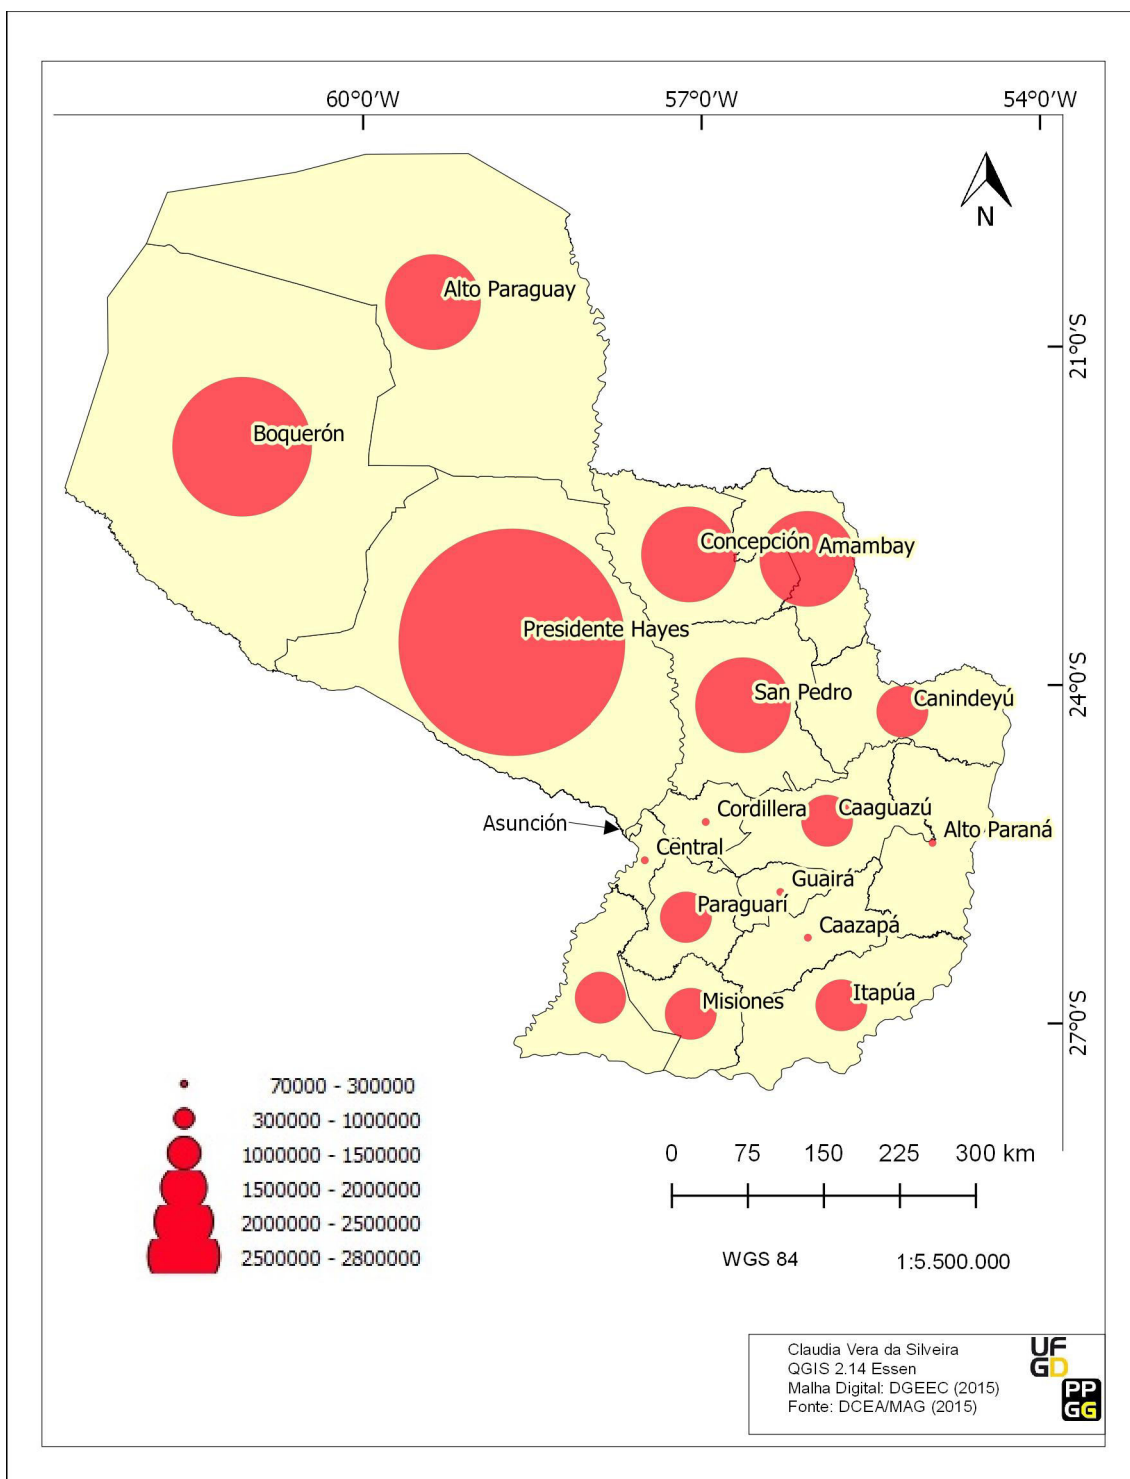 60°0'W 57°0'W 54°0'W
N
Alto Paraguay
21°0'S
Boquerón
Concepción
Amambay
Presidente Hayes
24°0'S
San Pedro
Canindeyú
Cordillera
Caaguazú
Asunción
Alto Paraná
Central
Guairá
Paraguarí
Caazapá
Misiones
Itapúa
27°0'S
70000 - 300000
300000 - 1000000
1000000 - 1500000
1500000 - 2000000
2000000 - 2500000
2500000 - 2800000
0 75 150 225 300 km
WGS 84 1:5.500.000
Claudia Vera da Silveira
QGIS 2.14 Essen
Malha Digital: DGEEC (2015)
Fonte: DCEA/MAG (2015)
UF
GD
PP
GG